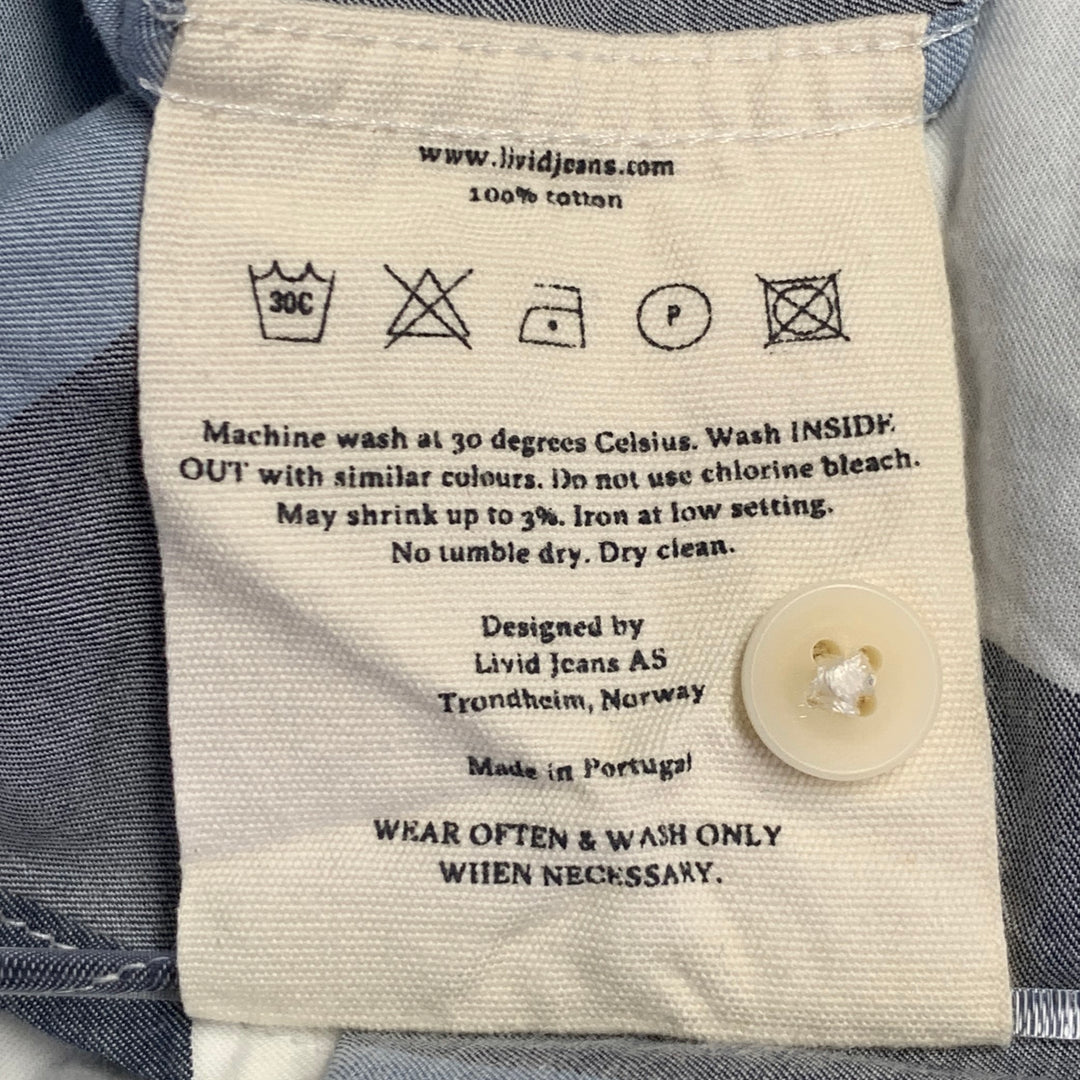 www.lividjeans.com
100% cotton
30C
P
Machine wash at 30 degrees Celsius. Wash INSIDE
OUT with similar colours. Do not use chlorine bleach.
May shrink up to 3%. Iron at low setting.
No tumble dry. Dry clean.
Designed by
Livid Jeans AS
Trondheim, Norway
Made in Portugal
WEAR OFTEN & WASH ONLY
WHEN NECESSARY.